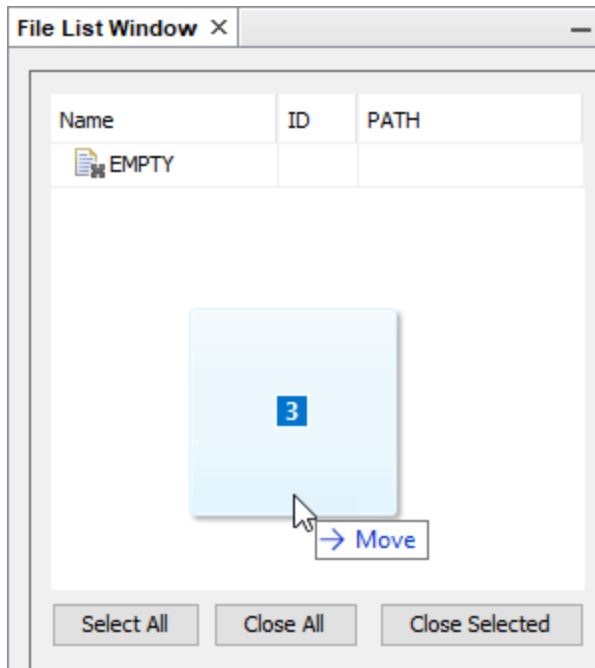 File List Window
Name ID PATH
EMPTY
3
Move
Select All Close All Close Selected